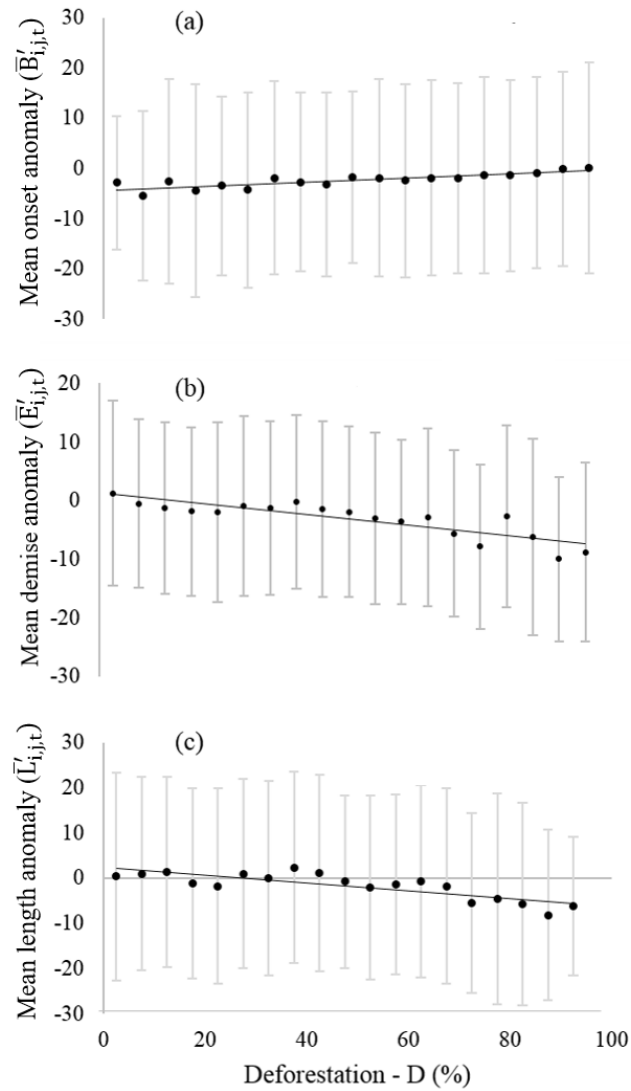 (a)
Mean onset anomaly (B̅′i,j,t)
30
20
10
0
-10
-20
-30
(b)
Mean demise anomaly (E̅′i,j,t)
20
10
0
-10
-20
-30
(c)
Mean length anomaly (L̅′i,j,t)
30
20
10
0
-10
-20
-30
0 20 40 60 80 100
Deforestation - D (%)